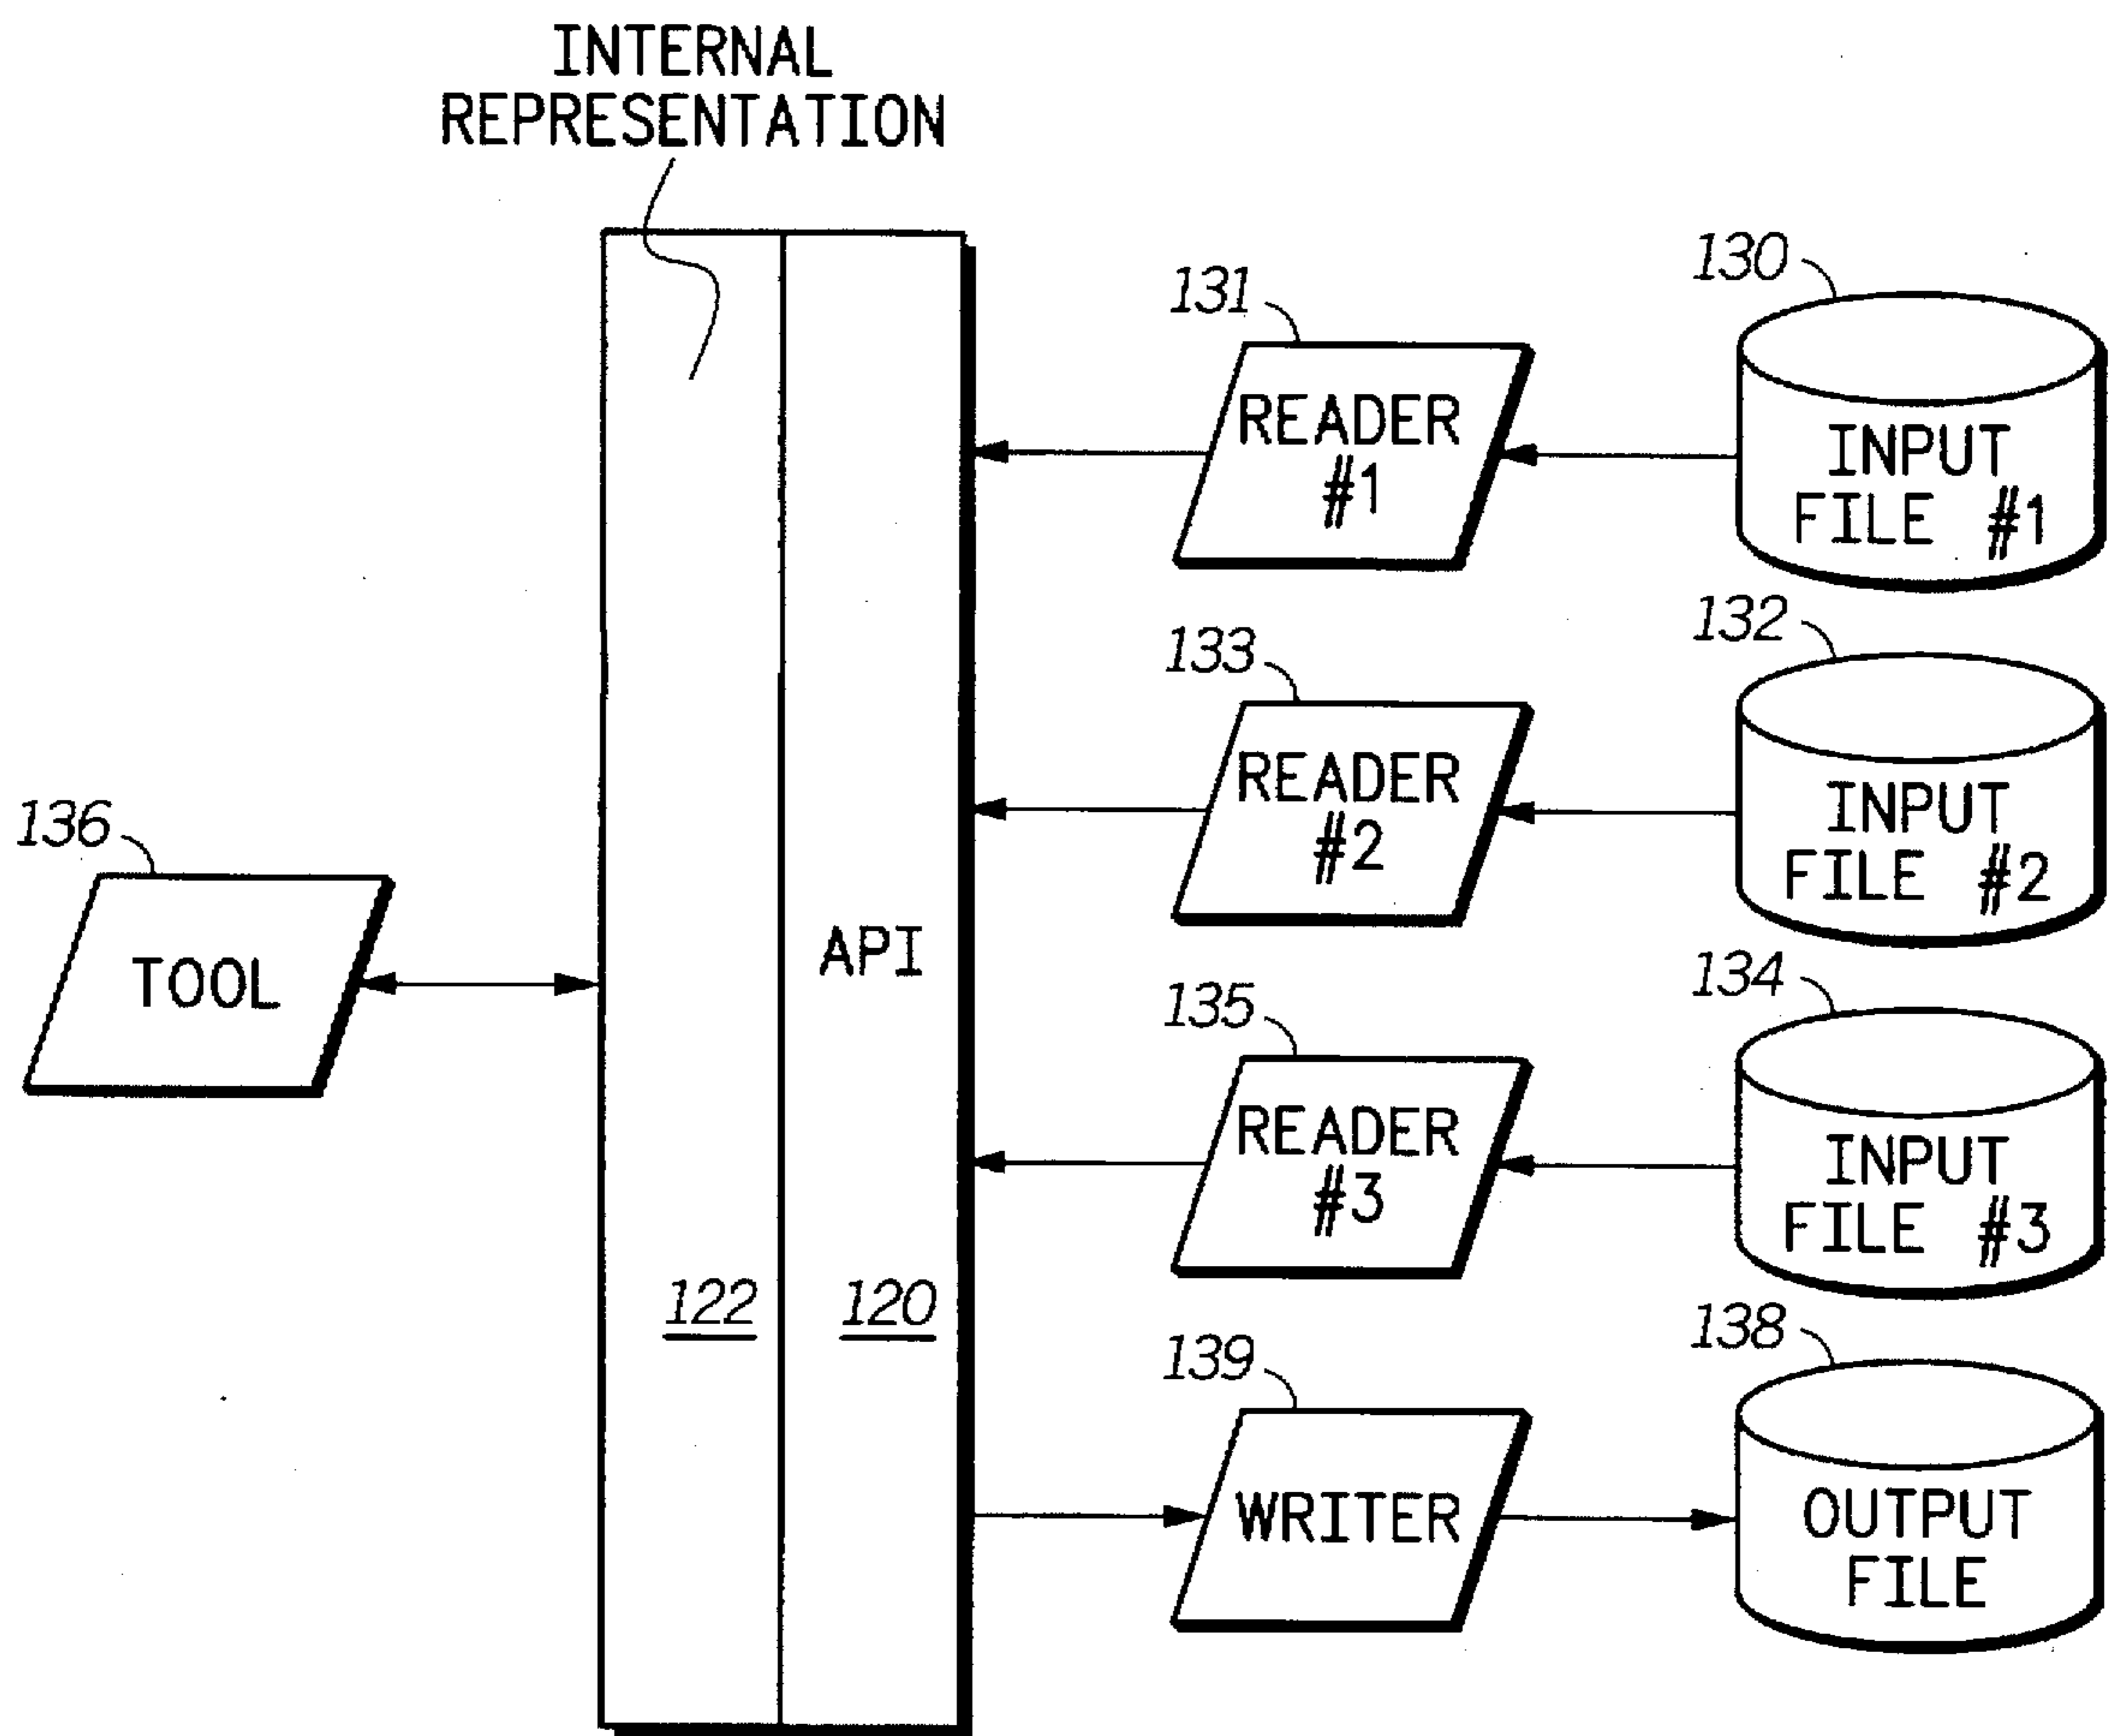 INTERNAL
REPRESENTATION
131
130
READER
#1
INPUT
FILE #1
133
132
READER
#2
INPUT
FILE #2
136
TOOL
API
135
134
READER
#3
INPUT
FILE #3
122
120
139
138
WRITER
OUTPUT
FILE